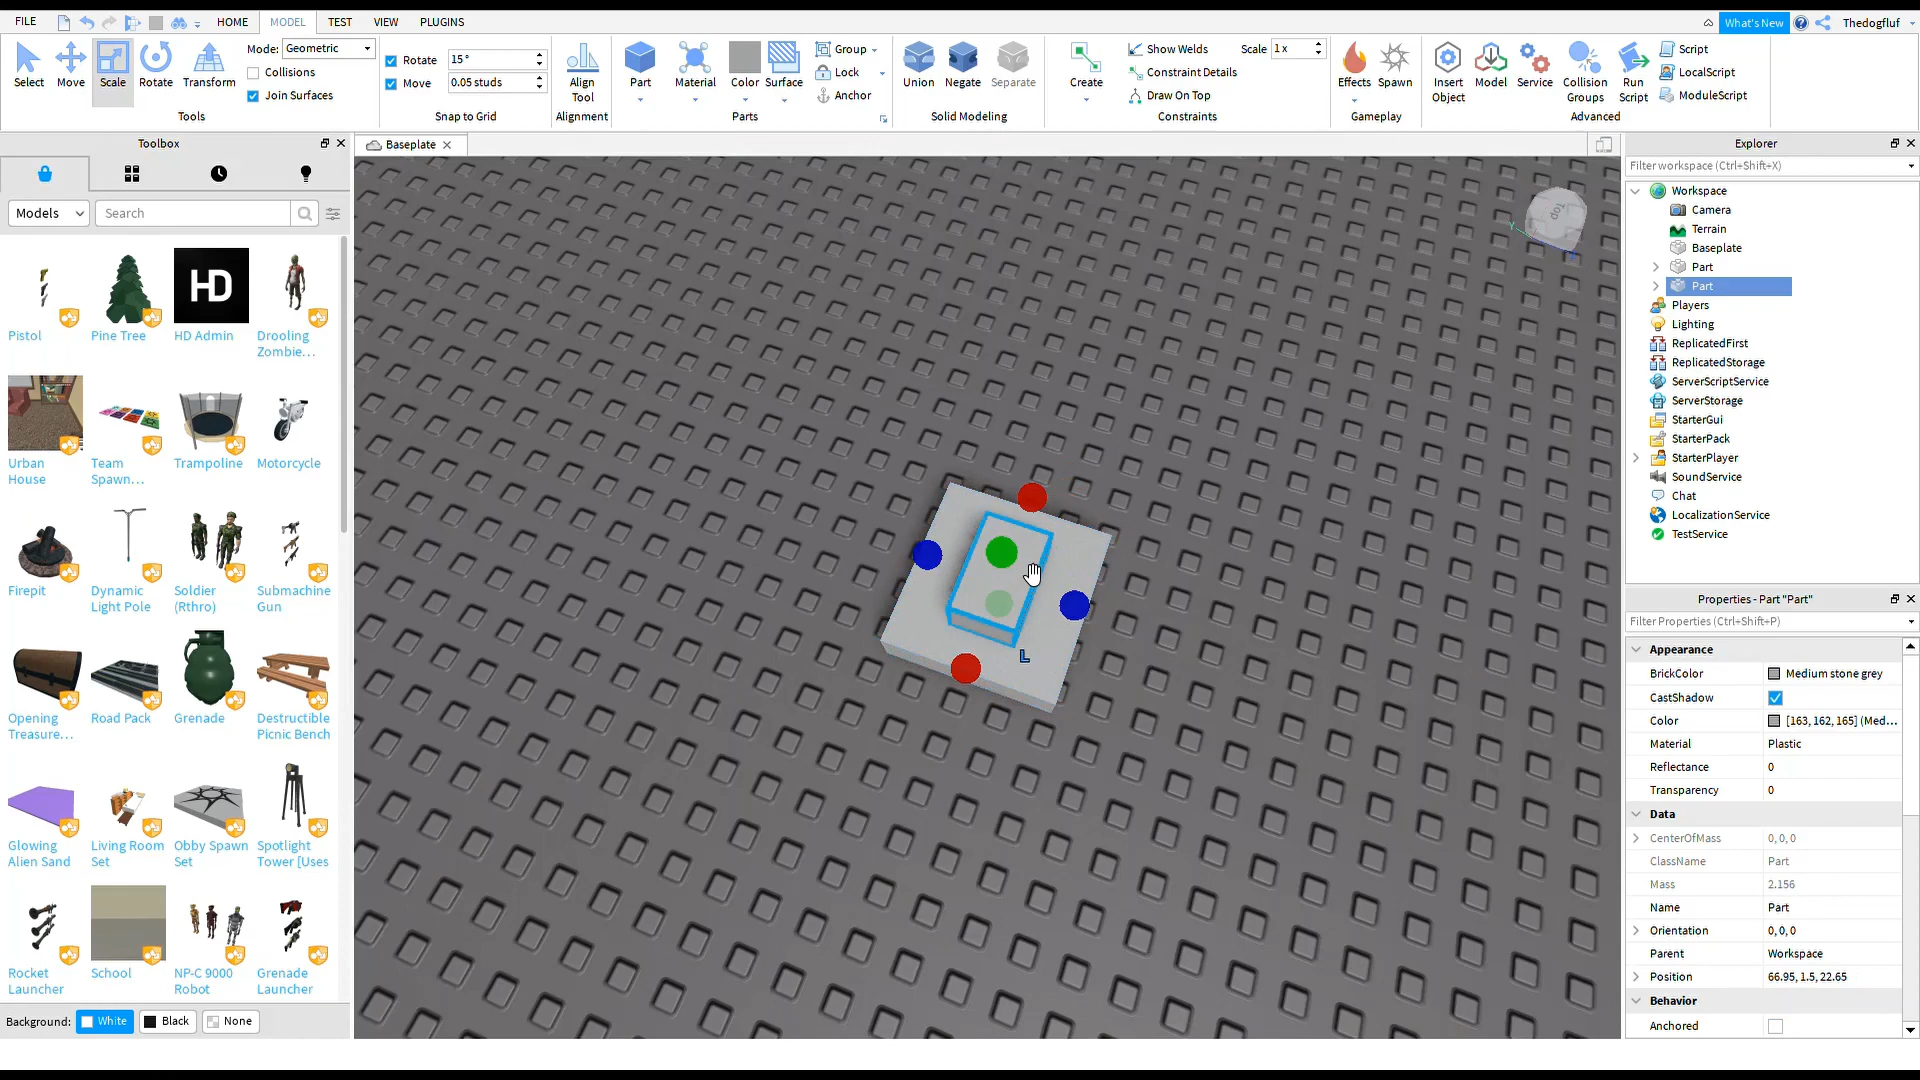 FILE
HOME
MODEL
TEST
VIEW
PLUGINS
What's New
Thedogfluf
Select
Move
Scale
Rotate
Transform
Mode: Geometric
Collisions
Join Surfaces
Tools
Rotate 15°
Move 0.05 studs
Snap to Grid
Align
Tool
Alignment
Part
Material
Color
Surface
Group
Lock
Anchor
Parts
Union
Negate
Separate
Solid Modeling
Create
Show Welds
Constraint Details
Draw On Top
Scale 1 x
Constraints
Effects
Spawn
Gameplay
Insert
Object
Model
Service
Collision
Groups
Run
Script
Script
LocalScript
ModuleScript
Advanced
Toolbox
Models
Search
Pistol
Pine Tree
HD
HD Admin
Drooling
Zombie...
Urban
House
Team
Spawn...
Trampoline
Motorcycle
Firepit
Dynamic
Light Pole
Soldier
(Rthro)
Submachine
Gun
Opening
Treasure...
Road Pack
Grenade
Destructible
Picnic Bench
Glowing
Alien Sand
Living Room
Set
Obby Spawn
Set
Spotlight
Tower [Uses
Rocket
Launcher
School
NP-C 9000
Robot
Grenade
Launcher
Background: White Black None
Baseplate
Top
Y
L
Explorer
Filter workspace (Ctrl+Shift+X)
Workspace
Camera
Terrain
Baseplate
Part
Part
Players
Lighting
ReplicatedFirst
ReplicatedStorage
ServerScriptService
ServerStorage
StarterGui
StarterPack
StarterPlayer
SoundService
Chat
LocalizationService
TestService
Properties - Part "Part"
Filter Properties (Ctrl+Shift+P)
Appearance
BrickColor Medium stone grey
CastShadow
Color [163, 162, 165] (Med...
Material Plastic
Reflectance 0
Transparency 0
Data
CenterOfMass 0, 0, 0
ClassName Part
Mass 2.156
Name Part
Orientation 0, 0, 0
Parent Workspace
Position 66.95, 1.5, 22.65
Behavior
Anchored